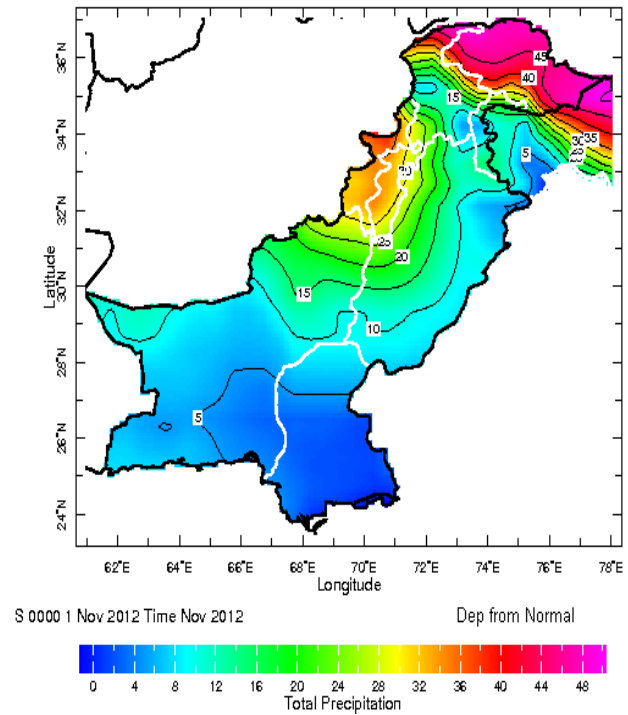 36°N
34°N
32°N
30°N
28°N
26°N
24°N
Latitude
45
40
15
35
30
25
5
30
25
20
15
10
5
62°E 64°E 66°E 68°E 70°E 72°E 74°E 76°E 78°E
Longitude
S 0000 1 Nov 2012 Time Nov 2012 Dep from Normal
0 4 8 12 16 20 24 28 32 36 40 44 48
Total Precipitation